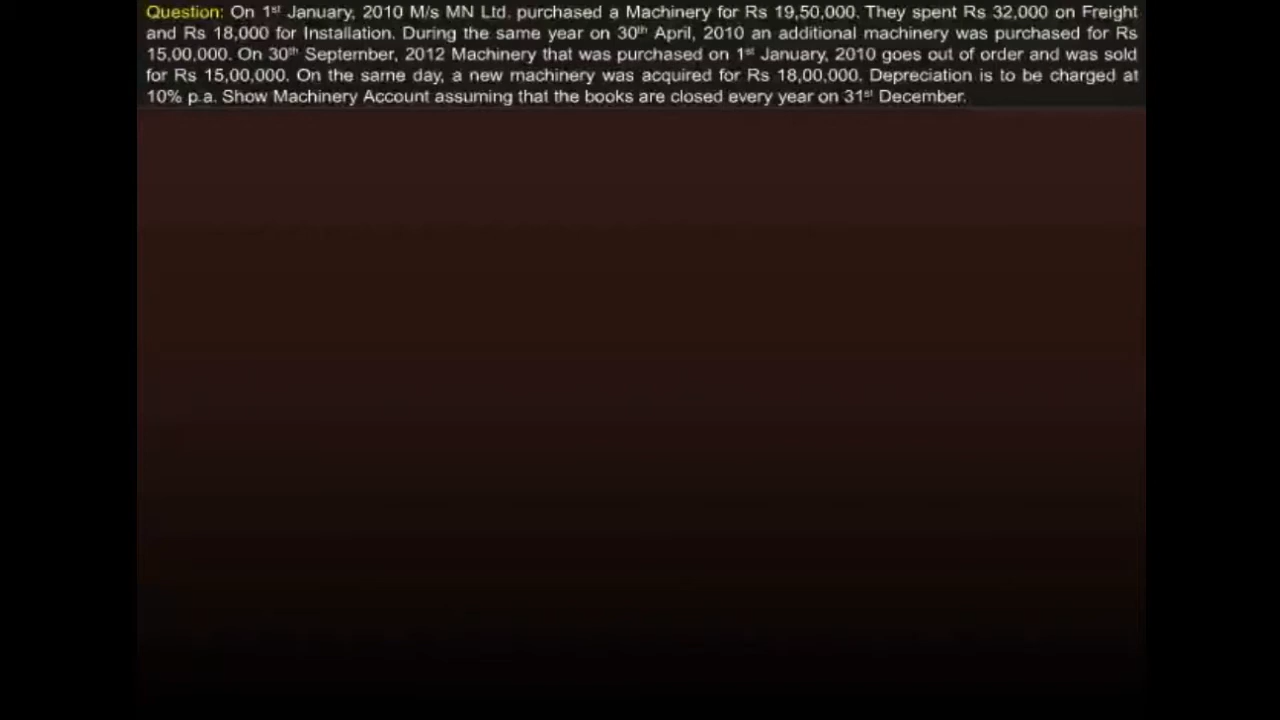 Question: On 1st January, 2010 M/s MN Ltd. purchased a Machinery for Rs 19,50,000. They spent Rs 32,000 on Freight
and Rs 18,000 for Installation. During the same year on 30th April, 2010 an additional machinery was purchased for Rs
15,00,000. On 30th September, 2012 Machinery that was purchased on 1st January, 2010 goes out of order and was sold
for Rs 15,00,000. On the same day, a new machinery was acquired for Rs 18,00,000. Depreciation is to be charged at
10% p.a. Show Machinery Account assuming that the books are closed every year on 31st December.